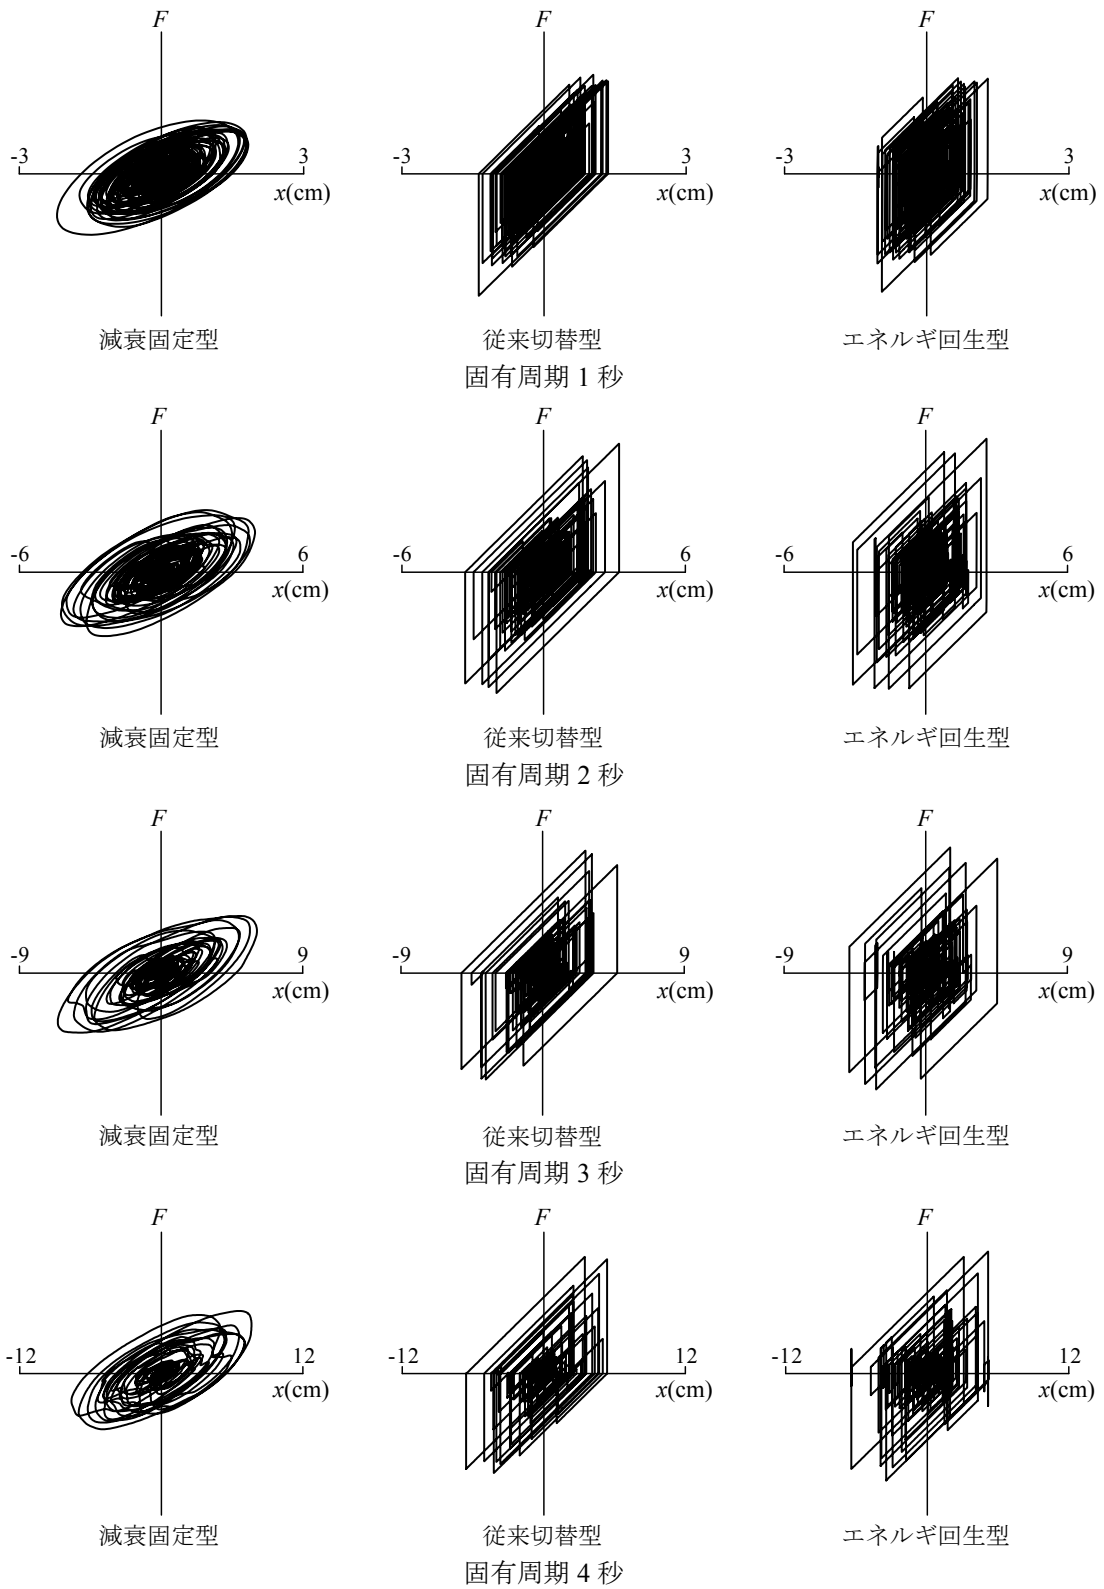 F F F
-3 3 -3 3 -3 3
x(cm) x(cm) x(cm)
減衰固定型 従来切替型 エネルギ回生型
固有周期 1 秒
F F F
-6 6 -6 6 -6 6
x(cm) x(cm) x(cm)
減衰固定型 従来切替型 エネルギ回生型
固有周期 2 秒
F F F
-9 9 -9 9 -9 9
x(cm) x(cm) x(cm)
減衰固定型 従来切替型 エネルギ回生型
固有周期 3 秒
F F F
-12 12 -12 12 -12 12
x(cm) x(cm) x(cm)
減衰固定型 従来切替型 エネルギ回生型
固有周期 4 秒